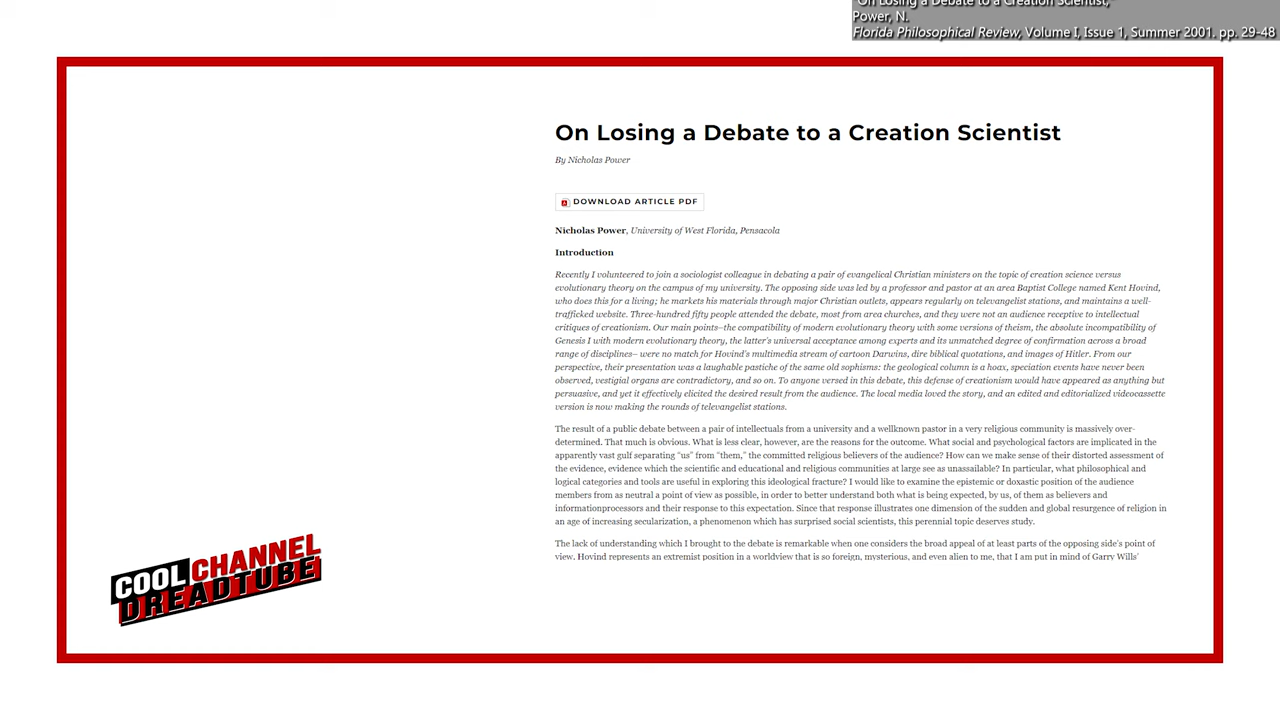 "On Losing a Debate to a Creation Scientist,"
Power, N.
Florida Philosophical Review, Volume I, Issue 1, Summer 2001. pp. 29-48
On Losing a Debate to a Creation Scientist
By Nicholas Power
DOWNLOAD ARTICLE PDF
Nicholas Power, University of West Florida, Pensacola
Introduction
Recently I volunteered to join a sociologist colleague in debating a pair of evangelical Christian ministers on the topic of creation science versus
evolutionary theory on the campus of my university. The opposing side was led by a professor and pastor at an area Baptist College named Kent Hovind,
who does this for a living; he markets his materials through major Christian outlets, appears regularly on televangelist stations, and maintains a well-
trafficked website. Three-hundred fifty people attended the debate, most from area churches, and they were not an audience receptive to intellectual
critiques of creationism. Our main points–the compatibility of modern evolutionary theory with some versions of theism, the absolute incompatibility of
Genesis I with modern evolutionary theory, the latter's universal acceptance among experts and its unmatched degree of confirmation across a broad
range of disciplines– were no match for Hovind's multimedia stream of cartoon Darwins, dire biblical quotations, and images of Hitler. From our
perspective, their presentation was a laughable pastiche of the same old sophisms: the geological column is a hoax, speciation events have never been
observed, vestigial organs are contradictory, and so on. To anyone versed in this debate, this defense of creationism would have appeared as anything but
persuasive, and yet it effectively elicited the desired result from the audience. The local media loved the story, and an edited and editorialized videocassette
version is now making the rounds of televangelist stations.
The result of a public debate between a pair of intellectuals from a university and a wellknown pastor in a very religious community is massively over-
determined. That much is obvious. What is less clear, however, are the reasons for the outcome. What social and psychological factors are implicated in the
apparently vast gulf separating "us" from "them," the committed religious believers of the audience? How can we make sense of their distorted assessment of
the evidence, evidence which the scientific and educational and religious communities at large see as unassailable? In particular, what philosophical and
logical categories and tools are useful in exploring this ideological fracture? I would like to examine the epistemic or doxastic position of the audience
members from as neutral a point of view as possible, in order to better understand both what is being expected, by us, of them as believers and
informationprocessors and their response to this expectation. Since that response illustrates one dimension of the sudden and global resurgence of religion in
an age of increasing secularization, a phenomenon which has surprised social scientists, this perennial topic deserves study.
The lack of understanding which I brought to the debate is remarkable when one considers the broad appeal of at least parts of the opposing side's point of
view. Hovind represents an extremist position in a worldview that is so foreign, mysterious, and even alien to me, that I am put in mind of Garry Wills'
COOL CHANNEL
DREADTUBE